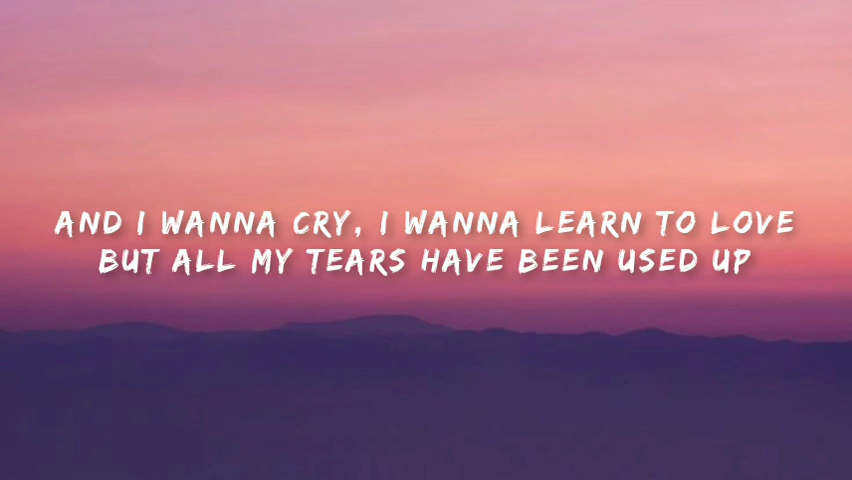 AND I WANNA CRY, I WANNA LEARN TO LOVE
BUT ALL MY TEARS HAVE BEEN USED UP